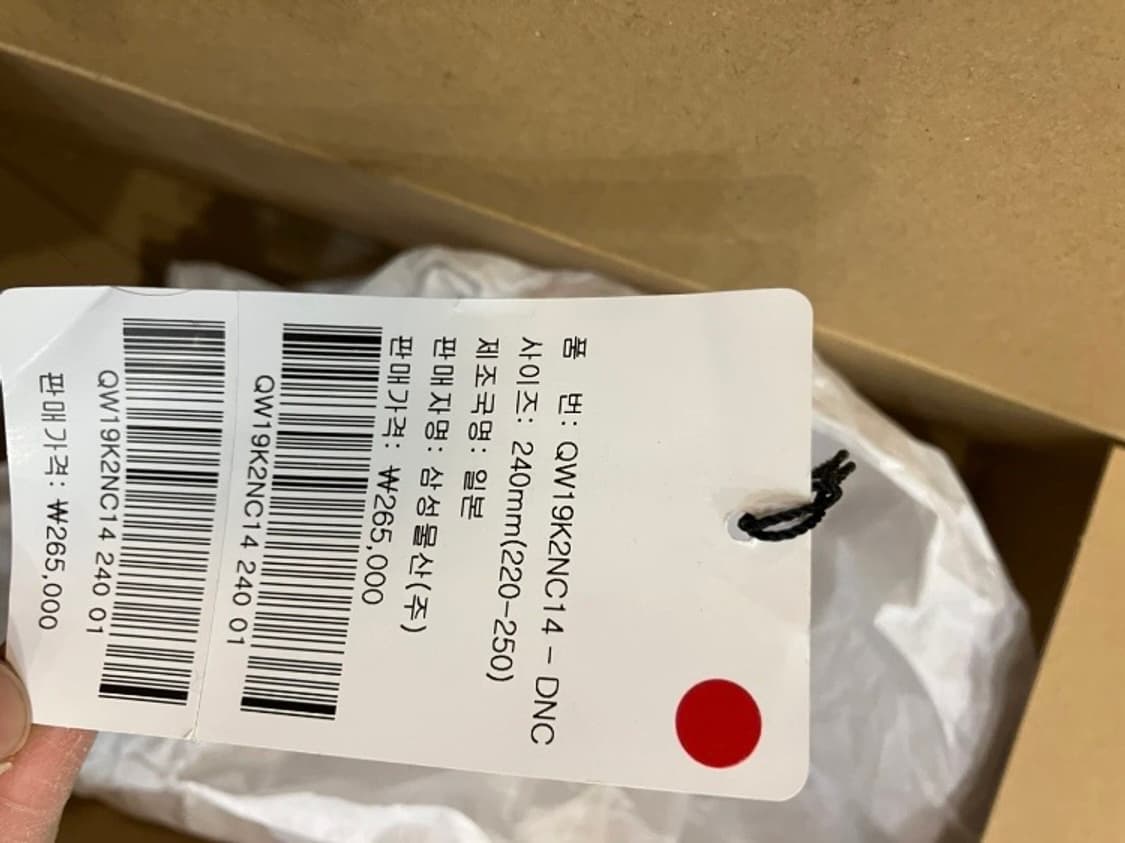 품 번: QW19K2NC14 - DNC
사이즈: 240mm(220-250)
제조국명: 일본
판매자명: 삼성물산(주)
판매가격: ₩265,000
QW19K2NC14 240 01
QW19K2NC14 240 01
판매가격: ₩265,000